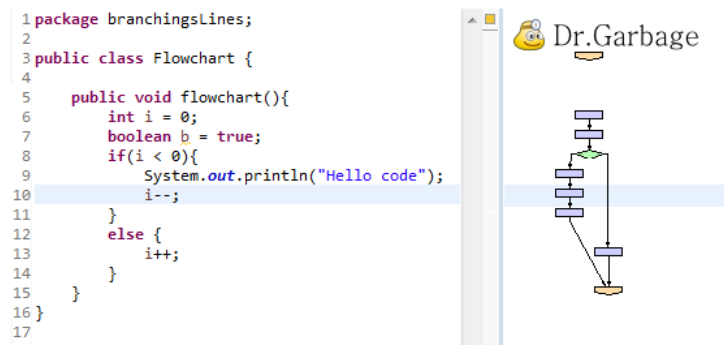 1 package branchingsLines;
2
3 public class Flowchart {
4
5     public void flowchart(){
6         int i = 0;
7         boolean b = true;
8         if(i < 0){
9             System.out.println("Hello code");
10             i--;
11         }
12         else {
13             i++;
14         }
15     }
16 }
17
Dr.Garbage